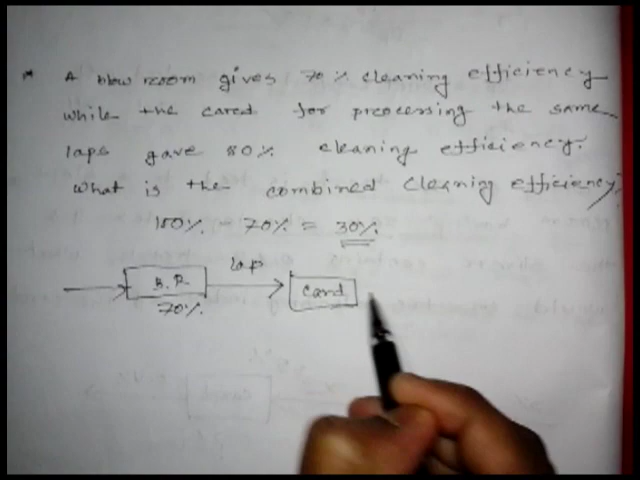 * A blow room gives 70% cleaning efficiency
while the card for processing the same
laps gave 80% cleaning efficiency.
What is the combined cleaning efficiency?
100% - 70% = 30%
lap
B.R. Card
70%